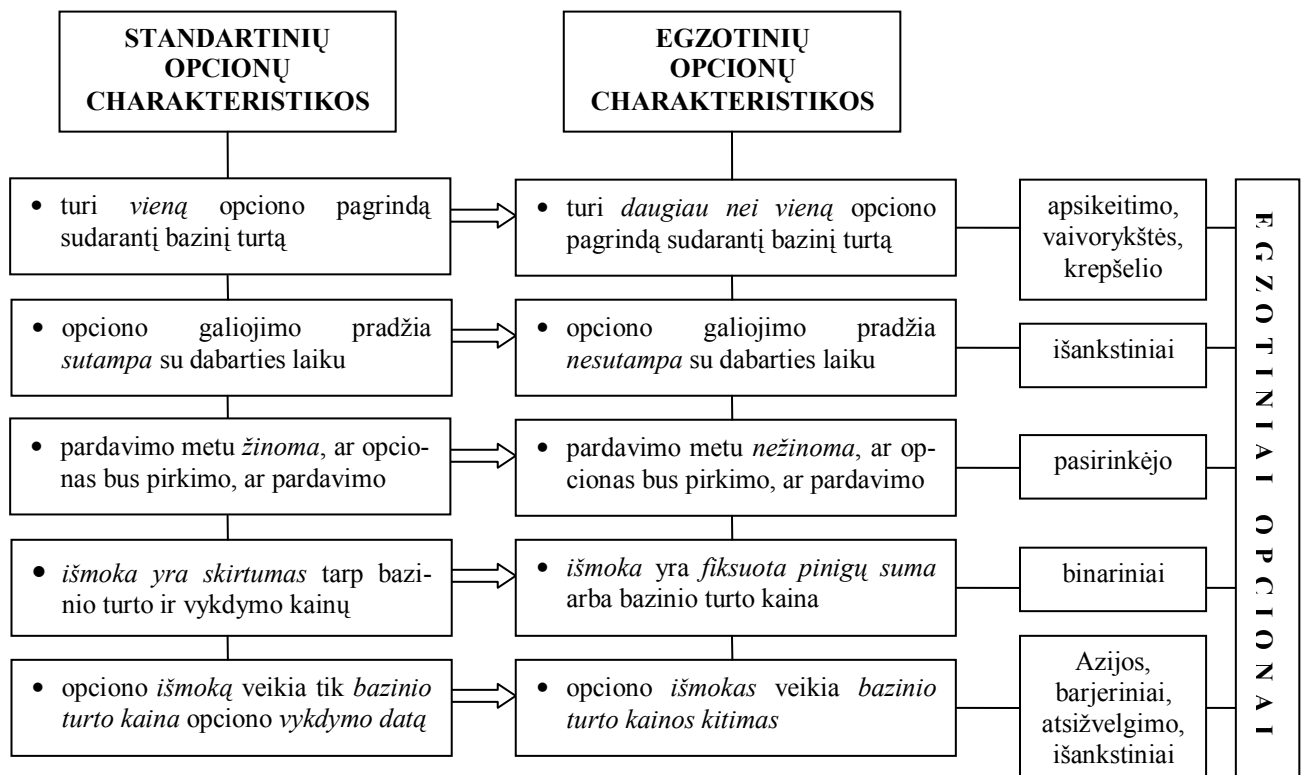 STANDARTINIŲ
OPCIONŲ
CHARAKTERISTIKOS
EGZOTINIŲ
OPCIONŲ
CHARAKTERISTIKOS
• turi vieną opciono pagrindą
sudarantį bazinį turtą
• turi daugiau nei vieną opciono
pagrindą sudarantį bazinį turtą
apsikeitimo,
vaivorykštės,
krepšelio
• opciono galiojimo pradžia
sutampa su dabarties laiku
• opciono galiojimo pradžia
nesutampa su dabarties laiku
išankstiniai
• pardavimo metu žinoma, ar opcio-
nas bus pirkimo, ar pardavimo
• pardavimo metu nežinoma, ar op-
cionas bus pirkimo, ar pardavimo
pasirinkėjo
• išmoka yra skirtumas tarp bazi-
nio turto ir vykdymo kainų
• išmoka yra fiksuota pinigų suma
arba bazinio turto kaina
binariniai
• opciono išmoką veikia tik bazinio
turto kaina opciono vykdymo datą
• opciono išmokas veikia bazinio
turto kainos kitimas
Azijos,
barjeriniai,
atsižvelgimo,
išankstiniai
EGZOTINIAI OPCIONAI